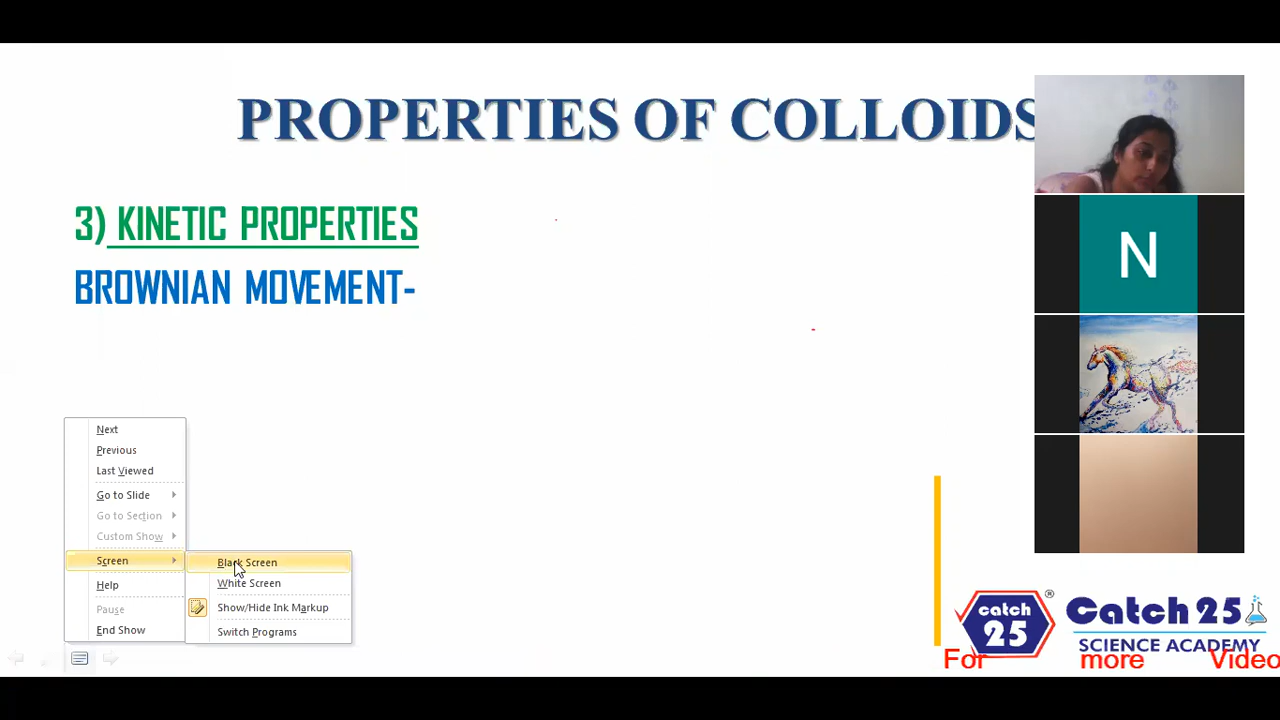 PROPERTIES OF COLLOIDS
3) KINETIC PROPERTIES
BROWNIAN MOVEMENT-
N
Next
Previous
Last Viewed
Go to Slide
Go to Section
Custom Show
Screen
Help
Pause
End Show
Black Screen
White Screen
Show/Hide Ink Markup
Switch Programs
catch
25
®
Catch 25
SCIENCE ACADEMY
For more Video